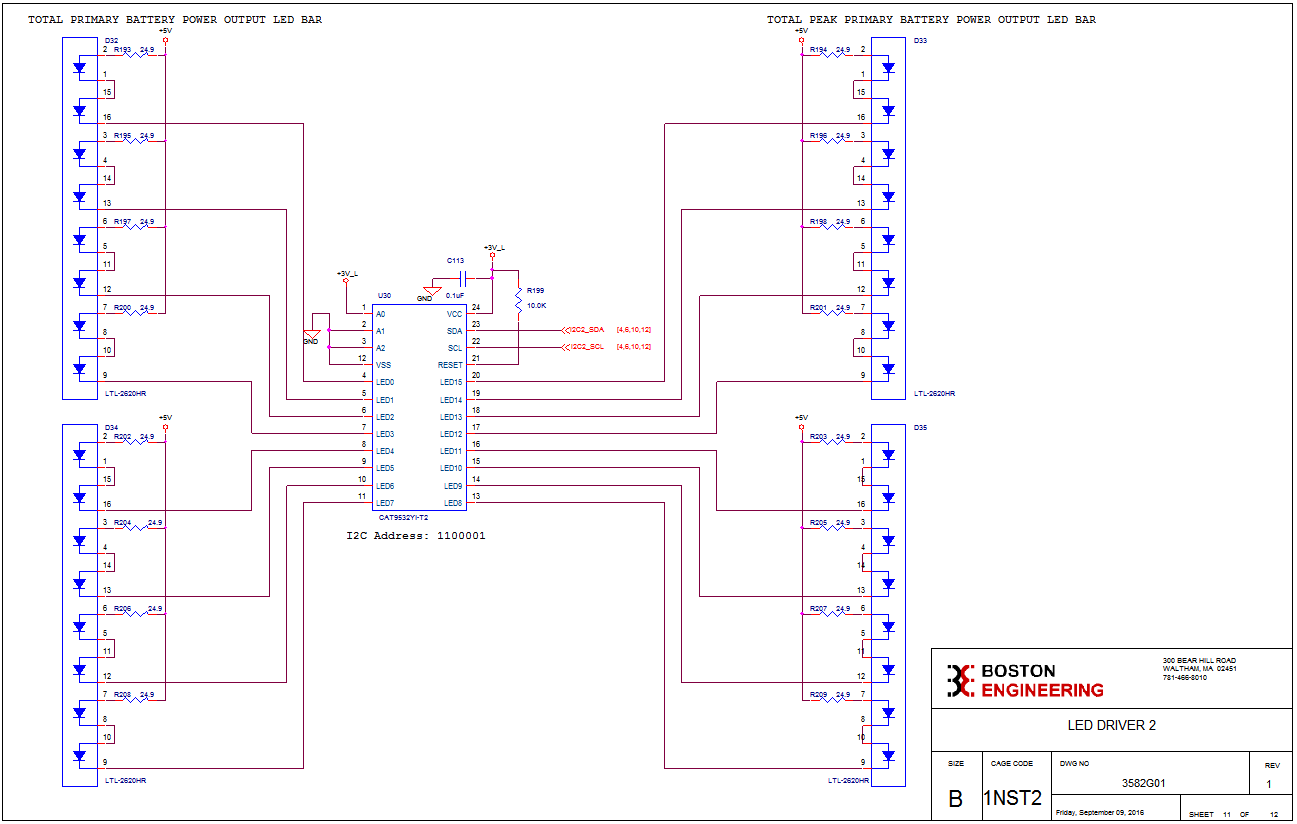 TOTAL PRIMARY BATTERY POWER OUTPUT LED BAR
TOTAL PEAK PRIMARY BATTERY POWER OUTPUT LED BAR
D32
+5V
2 R193 24.9
1
15
16
3 R195 24.9
4
14
13
6 R197 24.9
5
11
12
7 R200 24.9
8
10
9
LTL-2620HR
+5V
D33
R194 24.9 2
1
15
16
R196 24.9 3
4
14
13
R198 24.9 6
5
11
12
R201 24.9 7
8
10
9
LTL-2620HR
+3V_L
C113
GND
0.1uF
+3V_L
R199
10.0K
GND
U30
1 A0 VCC 24
2 A1 SDA 23 I2C2_SDA [4,6,10,12]
3 A2 SCL 22 I2C2_SCL [4,6,10,12]
12 VSS RESET 21
4 LED0 LED15 20
5 LED1 LED14 19
6 LED2 LED13 18
7 LED3 LED12 17
8 LED4 LED11 16
9 LED5 LED10 15
10 LED6 LED9 14
11 LED7 LED8 13
CAT9532YI-T2
I2C Address: 1100001
D34
+5V
2 R202 24.9
1
15
16
3 R204 24.9
4
14
13
6 R206 24.9
5
11
12
7 R208 24.9
8
10
9
LTL-2620HR
+5V
D35
R203 24.9 2
1
15
16
R205 24.9 3
4
14
13
R207 24.9 6
5
11
12
R209 24.9 7
8
10
9
LTL-2620HR
BOSTON
ENGINEERING
300 BEAR HILL ROAD
WALTHAM, MA 02451
781-466-8010
LED DRIVER 2
SIZE
B
CAGE CODE
1NST2
DWG NO
3582G01
REV
1
Friday, September 09, 2016
SHEET 11 OF 12